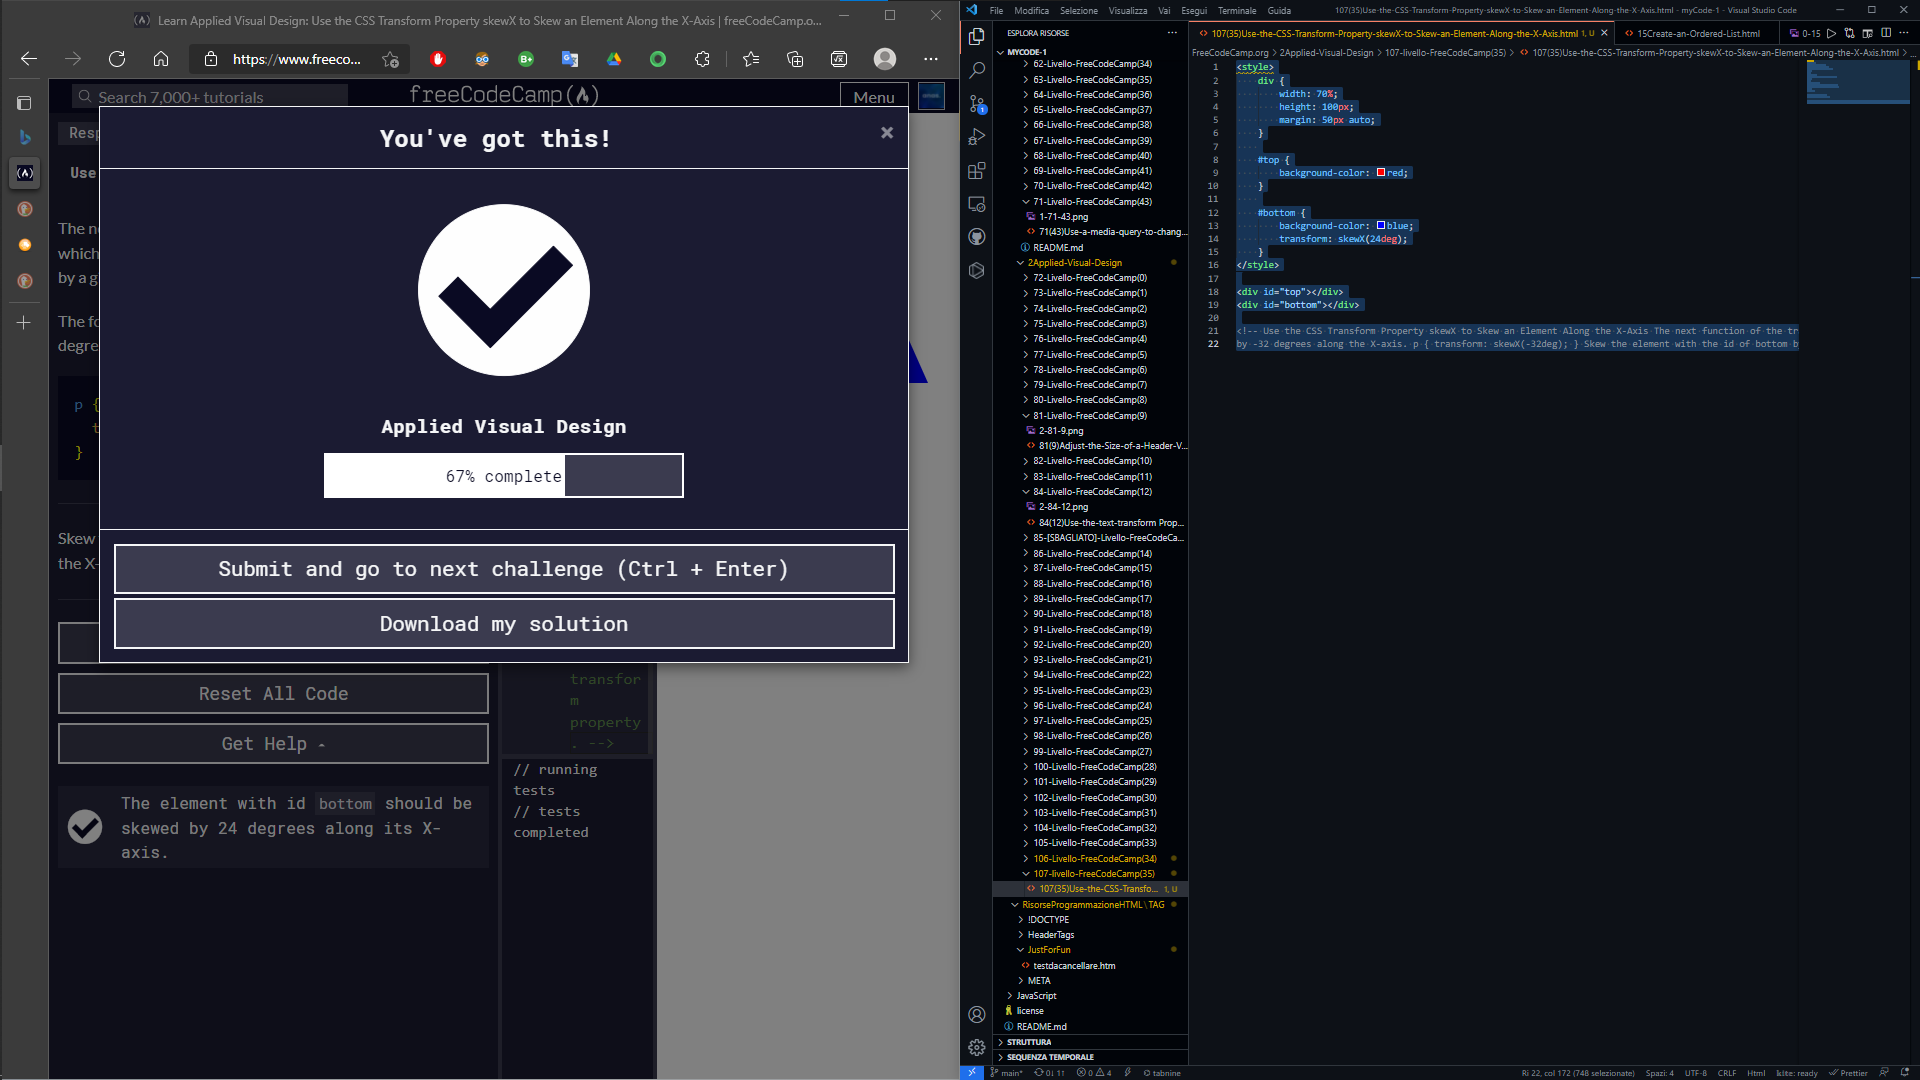 Learn Applied Visual Design: Use the CSS Transform Property skewX to Skew an Element Along the X-Axis | freeCodeCamp.o...
https://www.freeco...
Search 7,000+ tutorials
freeCodeCamp(🔥)
Menu
Resp
You've got this!
×
Use
The ne
which
by a g
The fo
degre
p {
t
}
Applied Visual Design
67% complete
Skew
the X-
Submit and go to next challenge (Ctrl + Enter)
Download my solution
Reset All Code
Get Help
The element with id bottom should be
skewed by 24 degrees along its X-
axis.
transfor
m
property
. -->
// running
tests
// tests
completed
File Modifica Selezione Visualizza Vai Esegui Terminale Guida
107(35)Use-the-CSS-Transform-Property-skewX-to-Skew-an-Element-Along-the-X-Axis.html - myCode-1 - Visual Studio Code
ESPLORA RISORSE
MYCODE-1
62-Livello-FreeCodeCamp(34)
63-Livello-FreeCodeCamp(35)
64-Livello-FreeCodeCamp(36)
65-Livello-FreeCodeCamp(37)
66-Livello-FreeCodeCamp(38)
67-Livello-FreeCodeCamp(39)
68-Livello-FreeCodeCamp(40)
69-Livello-FreeCodeCamp(41)
70-Livello-FreeCodeCamp(42)
71-Livello-FreeCodeCamp(43)
1-71-43.png
71(43)Use-a-media-query-to-chang...
README.md
2Applied-Visual-Design
72-Livello-FreeCodeCamp(0)
73-Livello-FreeCodeCamp(1)
74-Livello-FreeCodeCamp(2)
75-Livello-FreeCodeCamp(3)
76-Livello-FreeCodeCamp(4)
77-Livello-FreeCodeCamp(5)
78-Livello-FreeCodeCamp(6)
79-Livello-FreeCodeCamp(7)
80-Livello-FreeCodeCamp(8)
81-Livello-FreeCodeCamp(9)
2-81-9.png
81(9)Adjust-the-Size-of-a-Header-V...
82-Livello-FreeCodeCamp(10)
83-Livello-FreeCodeCamp(11)
84-Livello-FreeCodeCamp(12)
2-84-12.png
84(12)Use-the-text-transform Prop...
85-[SBAGLIATO]-Livello-FreeCodeCa...
86-Livello-FreeCodeCamp(14)
87-Livello-FreeCodeCamp(15)
88-Livello-FreeCodeCamp(16)
89-Livello-FreeCodeCamp(17)
90-Livello-FreeCodeCamp(18)
91-Livello-FreeCodeCamp(19)
92-Livello-FreeCodeCamp(20)
93-Livello-FreeCodeCamp(21)
94-Livello-FreeCodeCamp(22)
95-Livello-FreeCodeCamp(23)
96-Livello-FreeCodeCamp(24)
97-Livello-FreeCodeCamp(25)
98-Livello-FreeCodeCamp(26)
99-Livello-FreeCodeCamp(27)
100-Livello-FreeCodeCamp(28)
101-Livello-FreeCodeCamp(29)
102-Livello-FreeCodeCamp(30)
103-Livello-FreeCodeCamp(31)
104-Livello-FreeCodeCamp(32)
105-Livello-FreeCodeCamp(33)
106-Livello-FreeCodeCamp(34)
107-livello-FreeCodeCamp(35)
107(35)Use-the-CSS-Transfo... 1, U
RisorseProgrammazioneHTML \ TAG
!DOCTYPE
HeaderTags
JustForFun
testdacancellare.htm
META
JavaScript
license
README.md
STRUTTURA
SEQUENZA TEMPORALE
107(35)Use-the-CSS-Transform-Property-skewX-to-Skew-an-Element-Along-the-X-Axis.html 1, U
15Create-an-Ordered-List.html
0-15
FreeCodeCamp.org > 2Applied-Visual-Design > 107-livello-FreeCodeCamp(35) > 107(35)Use-the-CSS-Transform-Property-skewX-to-Skew-an-Element-Along-the-X-Axis.html > ...
1 <style>
2 div {
3 width: 70%;
4 height: 100px;
5 margin: 50px auto;
6 }
7
8 #top {
9 background-color: red;
10 }
11
12 #bottom {
13 background-color: blue;
14 transform: skewX(24deg);
15 }
16 </style>
17
18 <div id="top"></div>
19 <div id="bottom"></div>
20
21 <!-- Use the CSS Transform Property skewX to Skew an Element Along the X-Axis The next function of the tr
22 by -32 degrees along the X-axis. p { transform: skewX(-32deg); } Skew the element with the id of bottom b
main* 0↓ 1↑ 0 4 tabnine
Ri 22, col 172 (748 selezionate) Spazi: 4 UTF-8 CRLF Html kite: ready Prettier